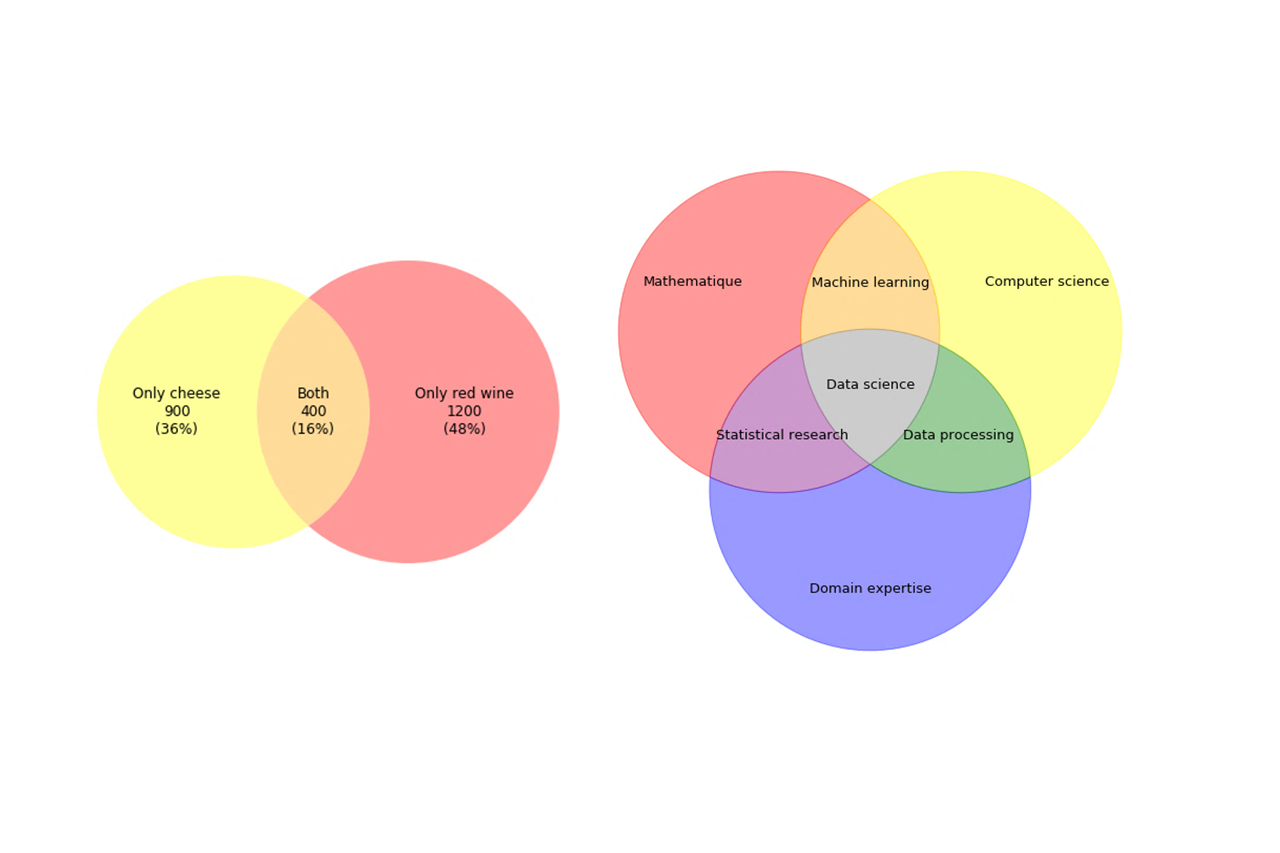 Only cheese
900
(36%)
Both
400
(16%)
Only red wine
1200
(48%)
Mathematique
Machine learning
Computer science
Data science
Statistical research
Data processing
Domain expertise